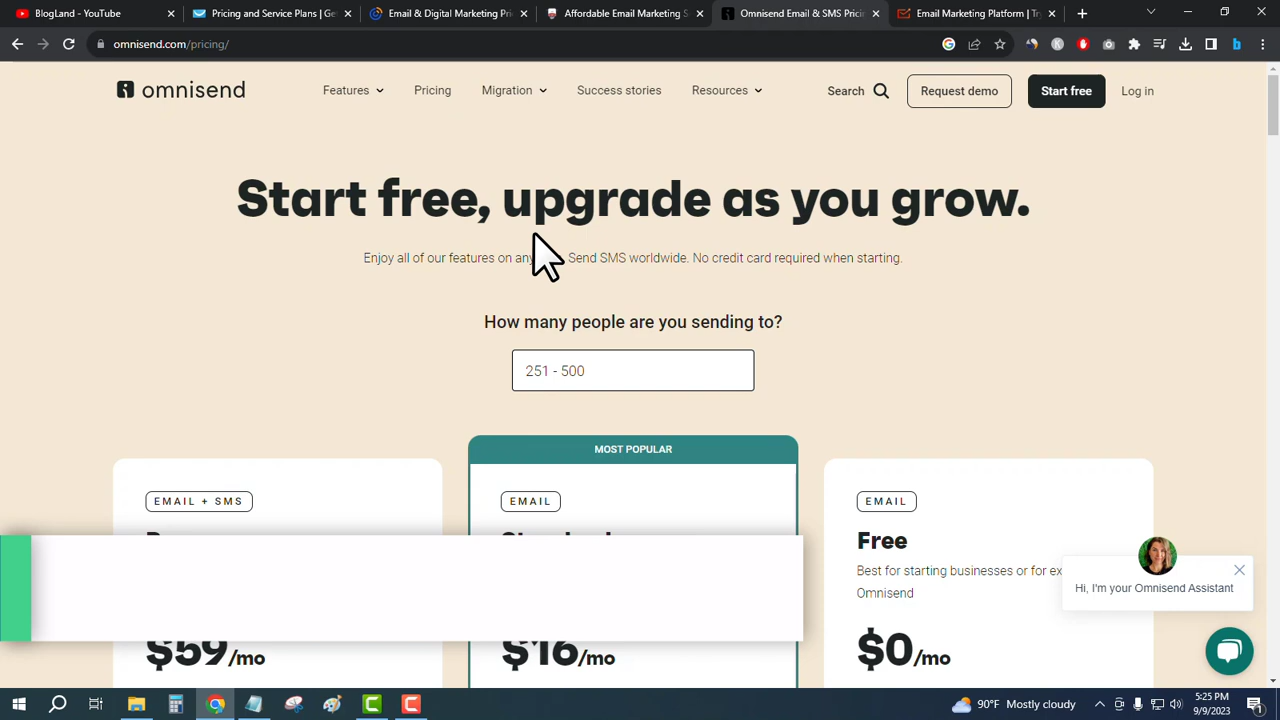 BlogLand - YouTube
Pricing and Service Plans | Get
Email & Digital Marketing Pric
Affordable Email Marketing S
Omnisend Email & SMS Pricin
Email Marketing Platform | Try
omnisend.com/pricing/
omnisend
Features
Pricing
Migration
Success stories
Resources
Search
Request demo
Start free
Log in
Start free, upgrade as you grow.
Enjoy all of our features on any Send SMS worldwide. No credit card required when starting.
How many people are you sending to?
251 - 500
MOST POPULAR
EMAIL + SMS
EMAIL
EMAIL
Free
Best for starting businesses or for ex
Omnisend
$59/mo
$16/mo
$0/mo
Hi, I'm your Omnisend Assistant
90°F Mostly cloudy
5:25 PM
9/9/2023